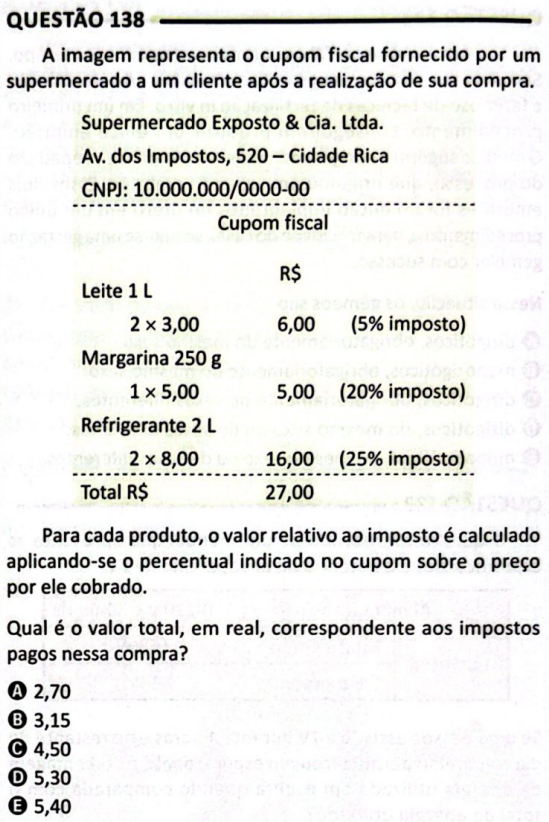 QUESTÃO 138
A imagem representa o cupom fiscal fornecido por um
supermercado a um cliente após a realização de sua compra.
Supermercado Exposto & Cia. Ltda.
Av. dos Impostos, 520 – Cidade Rica
CNPJ: 10.000.000/0000-00
Cupom fiscal
R$
Leite 1 L
2 × 3,00 6,00 (5% imposto)
Margarina 250 g
1 × 5,00 5,00 (20% imposto)
Refrigerante 2 L
2 × 8,00 16,00 (25% imposto)
Total R$ 27,00
Para cada produto, o valor relativo ao imposto é calculado
aplicando-se o percentual indicado no cupom sobre o preço
por ele cobrado.
Qual é o valor total, em real, correspondente aos impostos
pagos nessa compra?
A 2,70
B 3,15
C 4,50
D 5,30
E 5,40